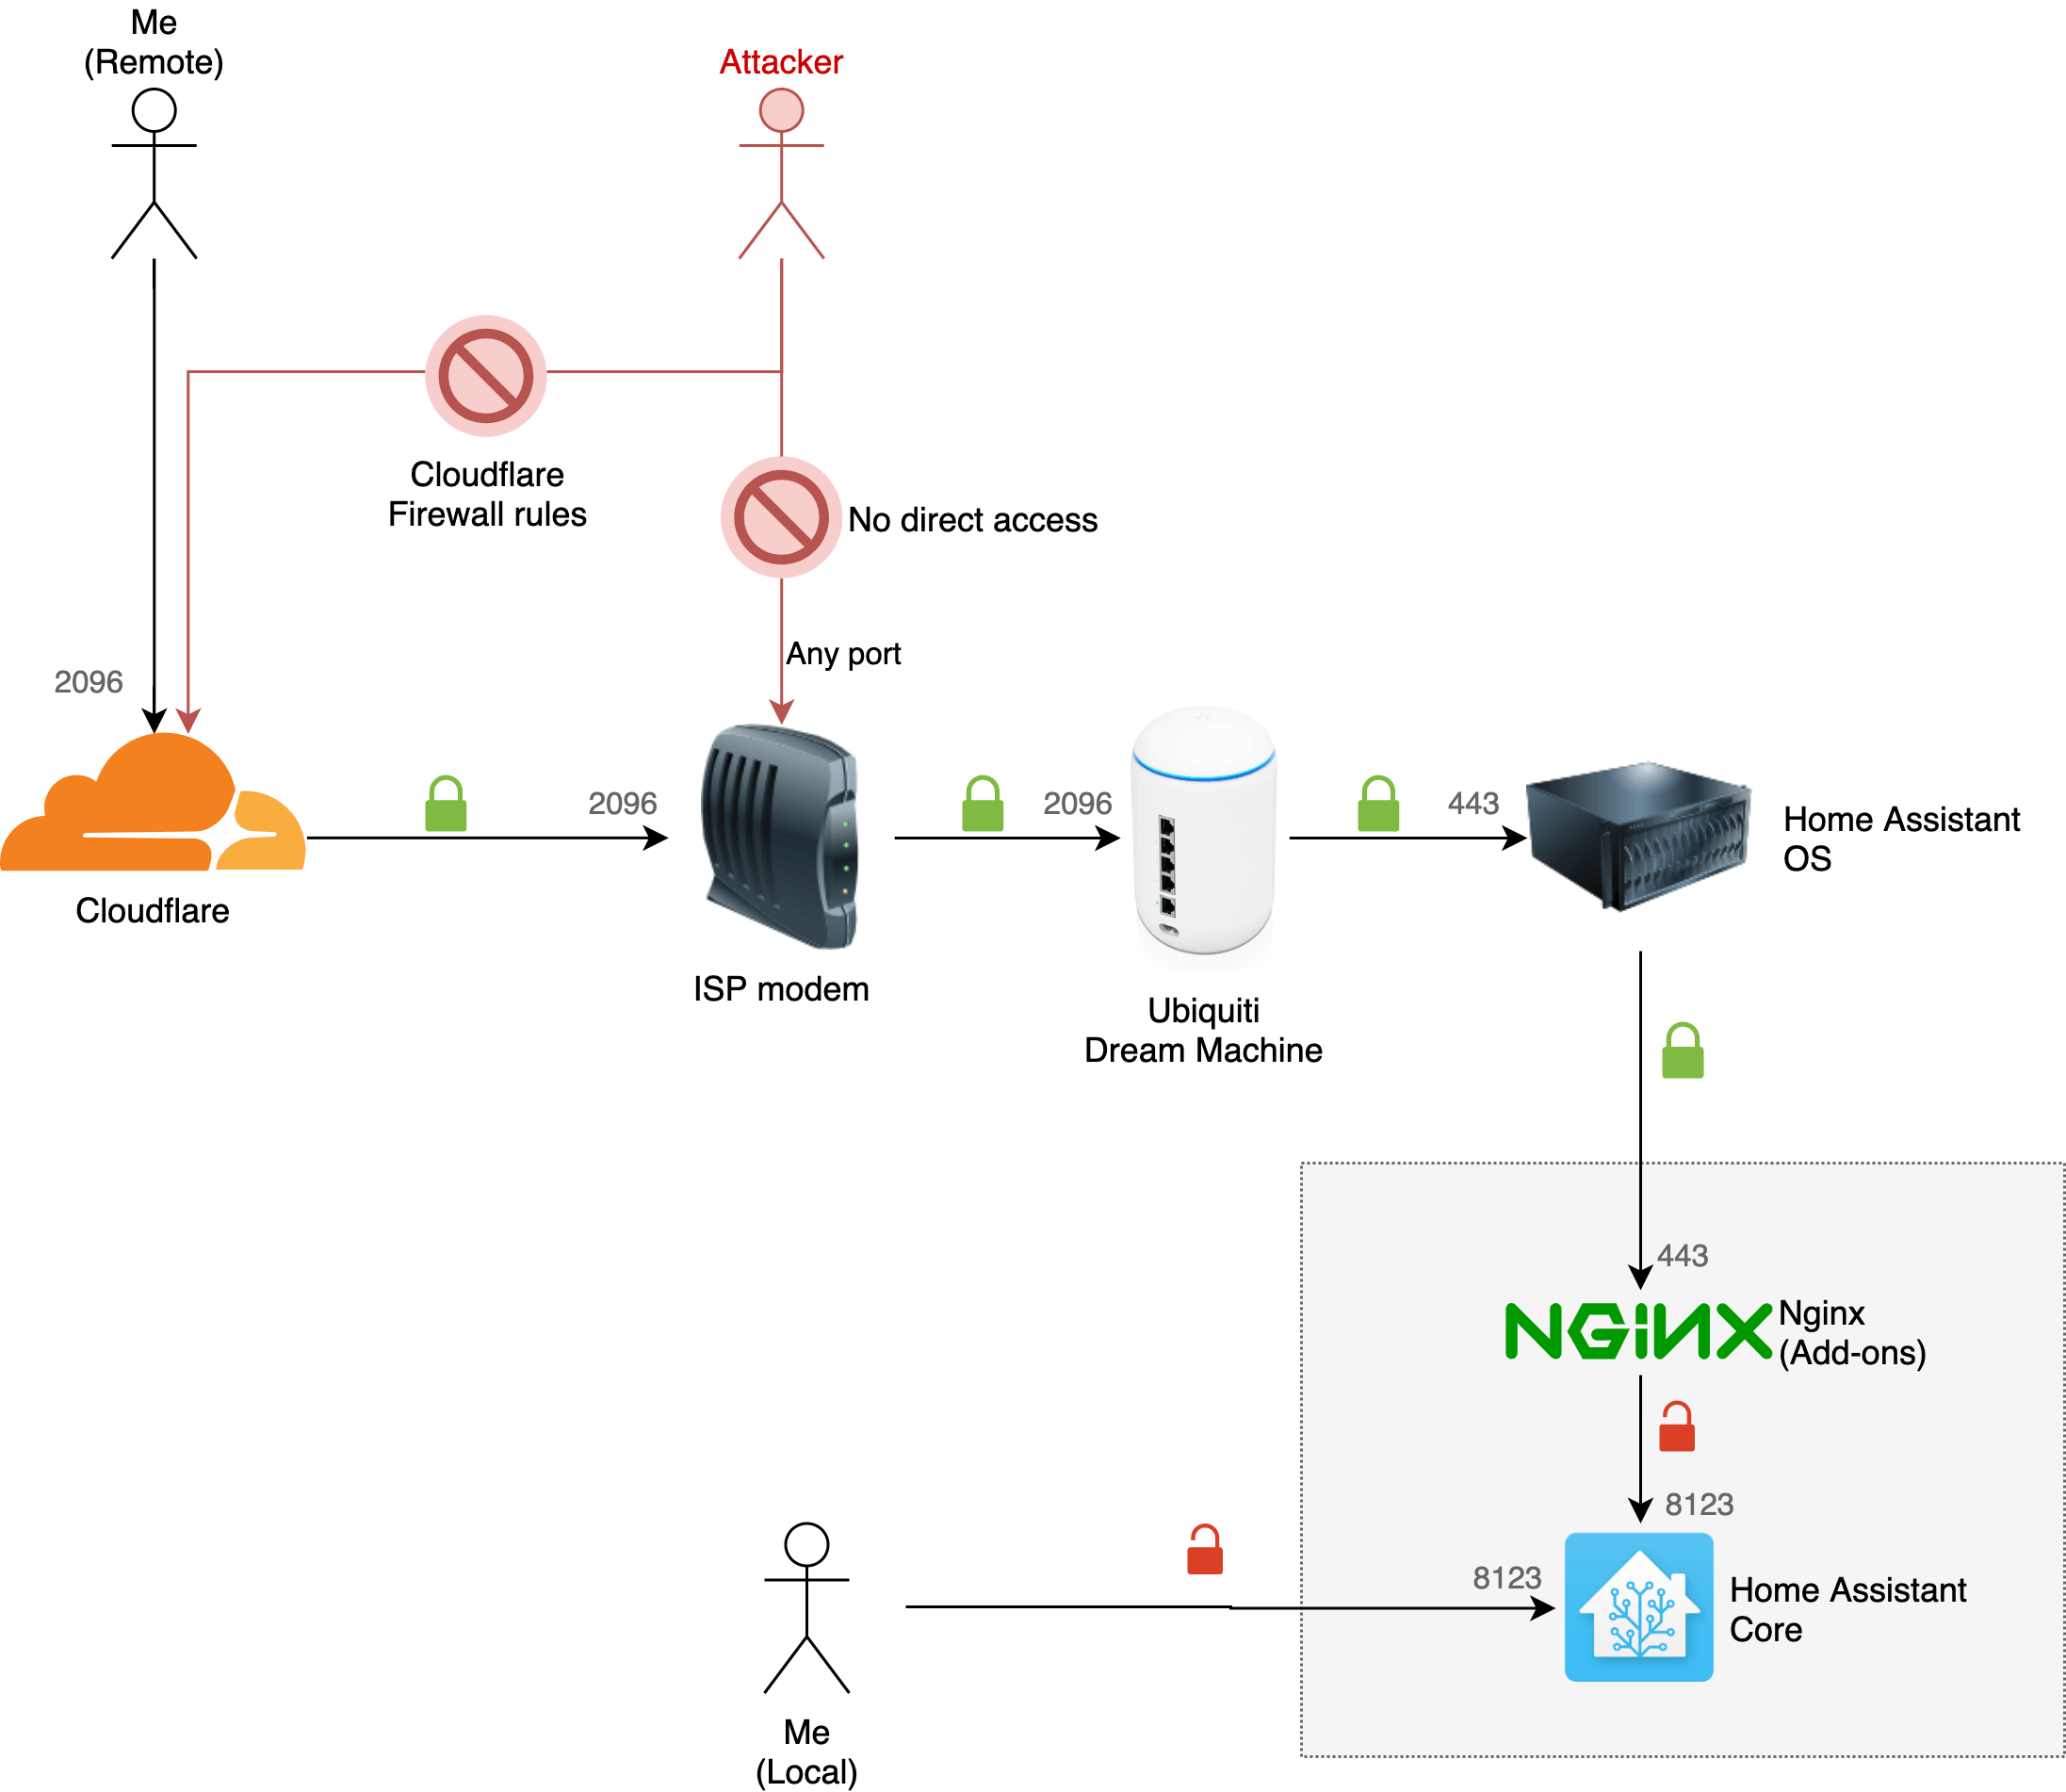 Me
(Remote)
Attacker
Cloudflare
Firewall rules
No direct access
Any port
2096
2096
2096
443
Home Assistant
OS
Cloudflare
ISP modem
Ubiquiti
Dream Machine
443
NGINX
Nginx
(Add-ons)
8123
8123
Home Assistant
Core
Me
(Local)